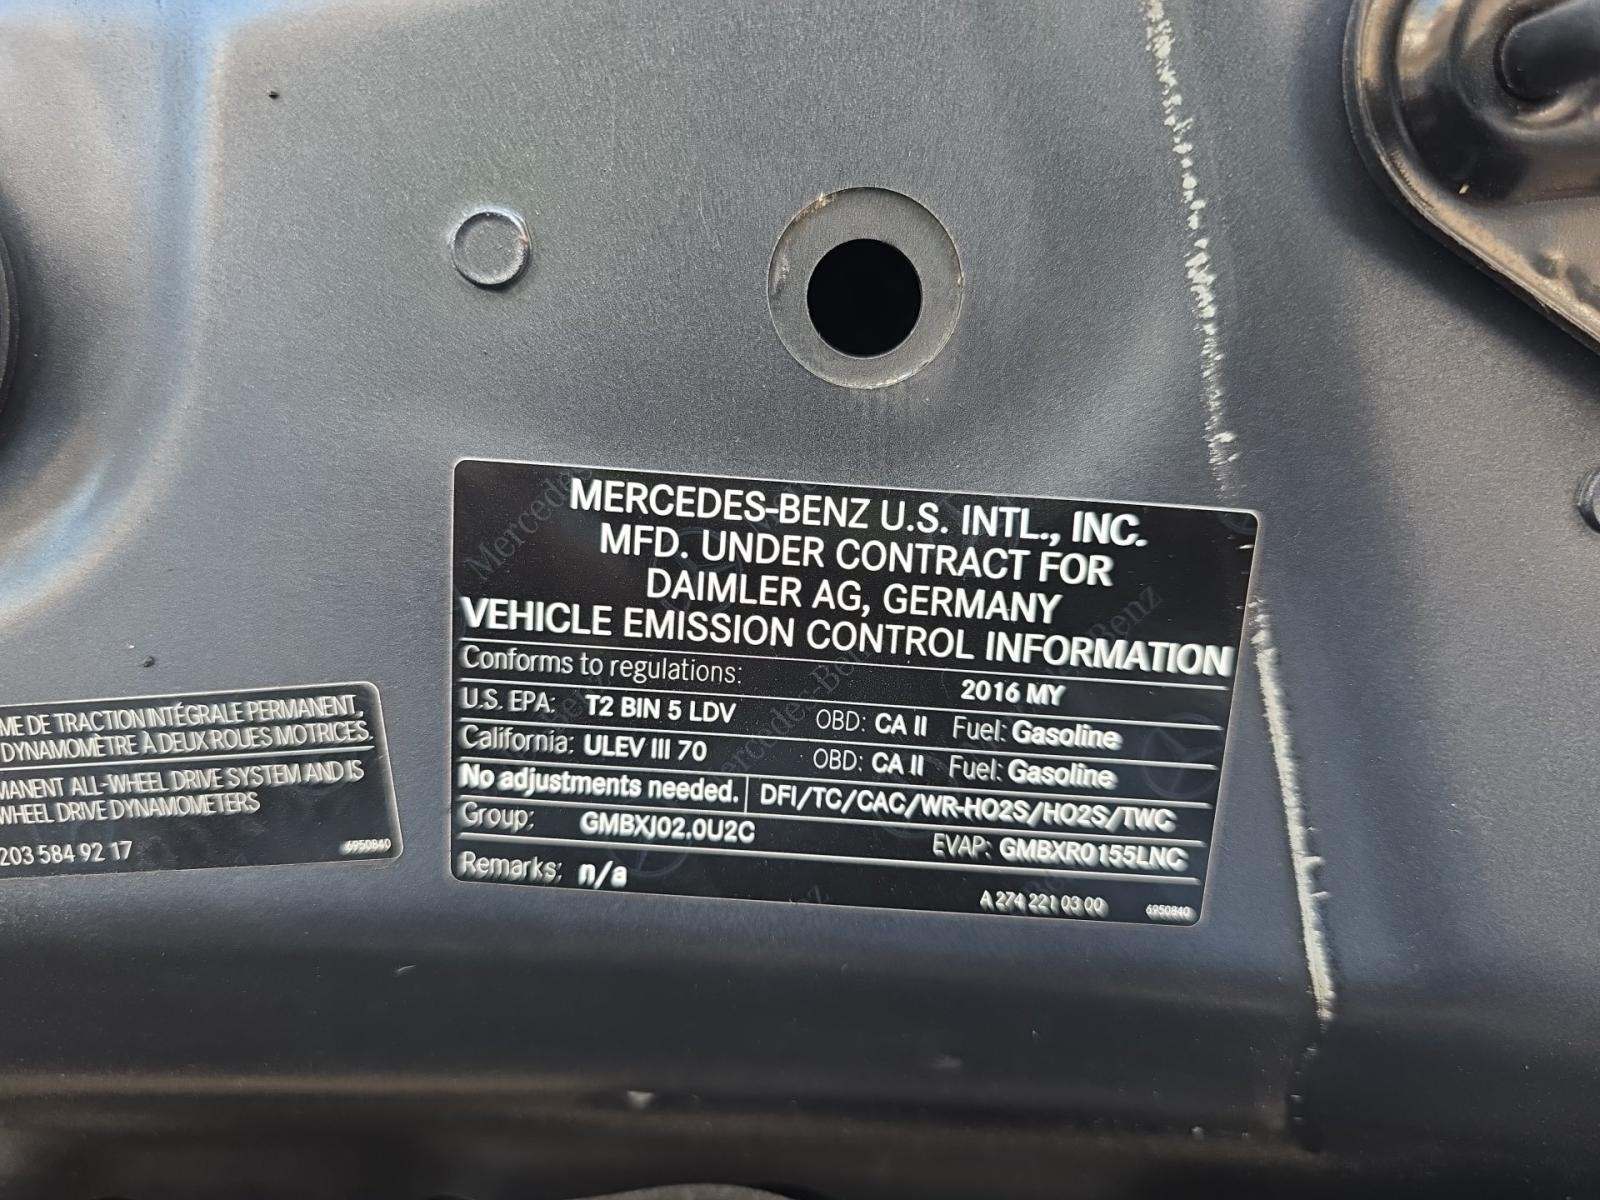 MERCEDES-BENZ U.S. INTL., INC.
MFD. UNDER CONTRACT FOR
DAIMLER AG, GERMANY
VEHICLE EMISSION CONTROL INFORMATION
Conforms to regulations: 2016 MY
U.S. EPA: T2 BIN 5 LDV OBD: CA II Fuel: Gasoline
California: ULEV III 70 OBD: CA II Fuel: Gasoline
No adjustments needed. DFI/TC/CAC/WR-HO2S/HO2S/TWC
Group: GMBXJ02.0U2C EVAP: GMBXR0155LNC
Remarks: n/a
A 274 221 03 00 6950840
ME DE TRACTION INTÉGRALE PERMANENT,
DYNAMOMÈTRE À DEUX ROUES MOTRICES.
MANENT ALL-WHEEL DRIVE SYSTEM AND IS
WHEEL DRIVE DYNAMOMETERS
203 584 92 17 6950840